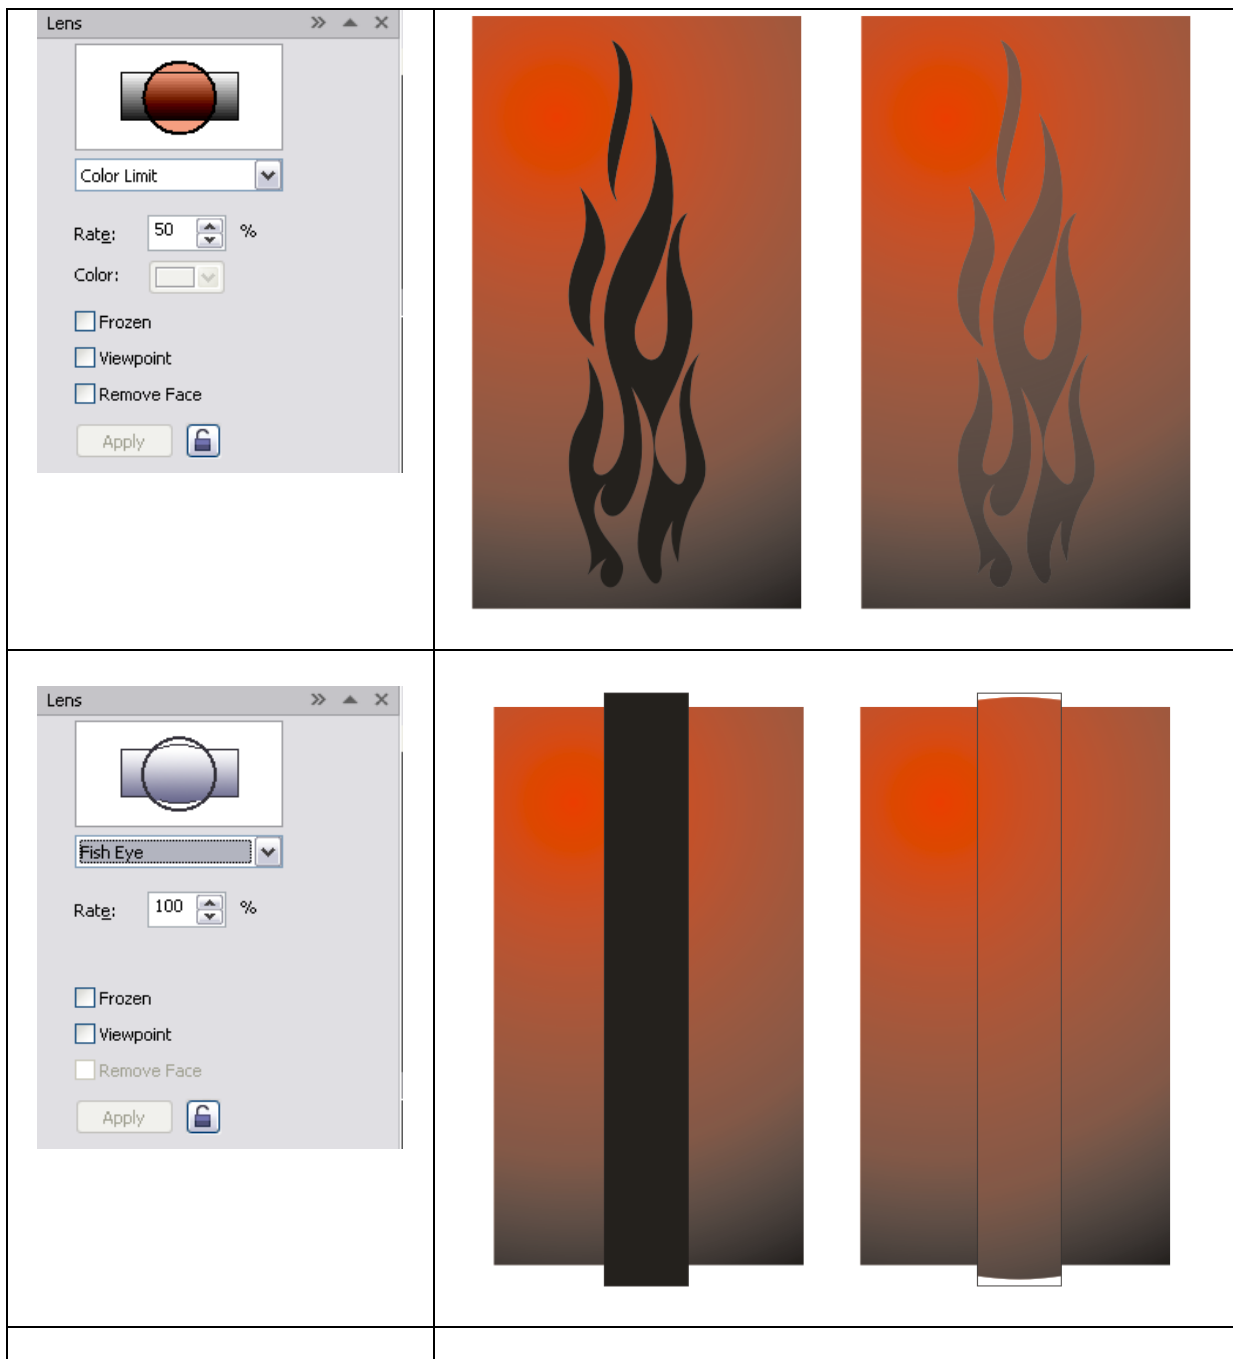 Lens
Color Limit
Rate: 50 %
Color:
Frozen
Viewpoint
Remove Face
Apply
Lens
Fish Eye
Rate: 100 %
Frozen
Viewpoint
Remove Face
Apply